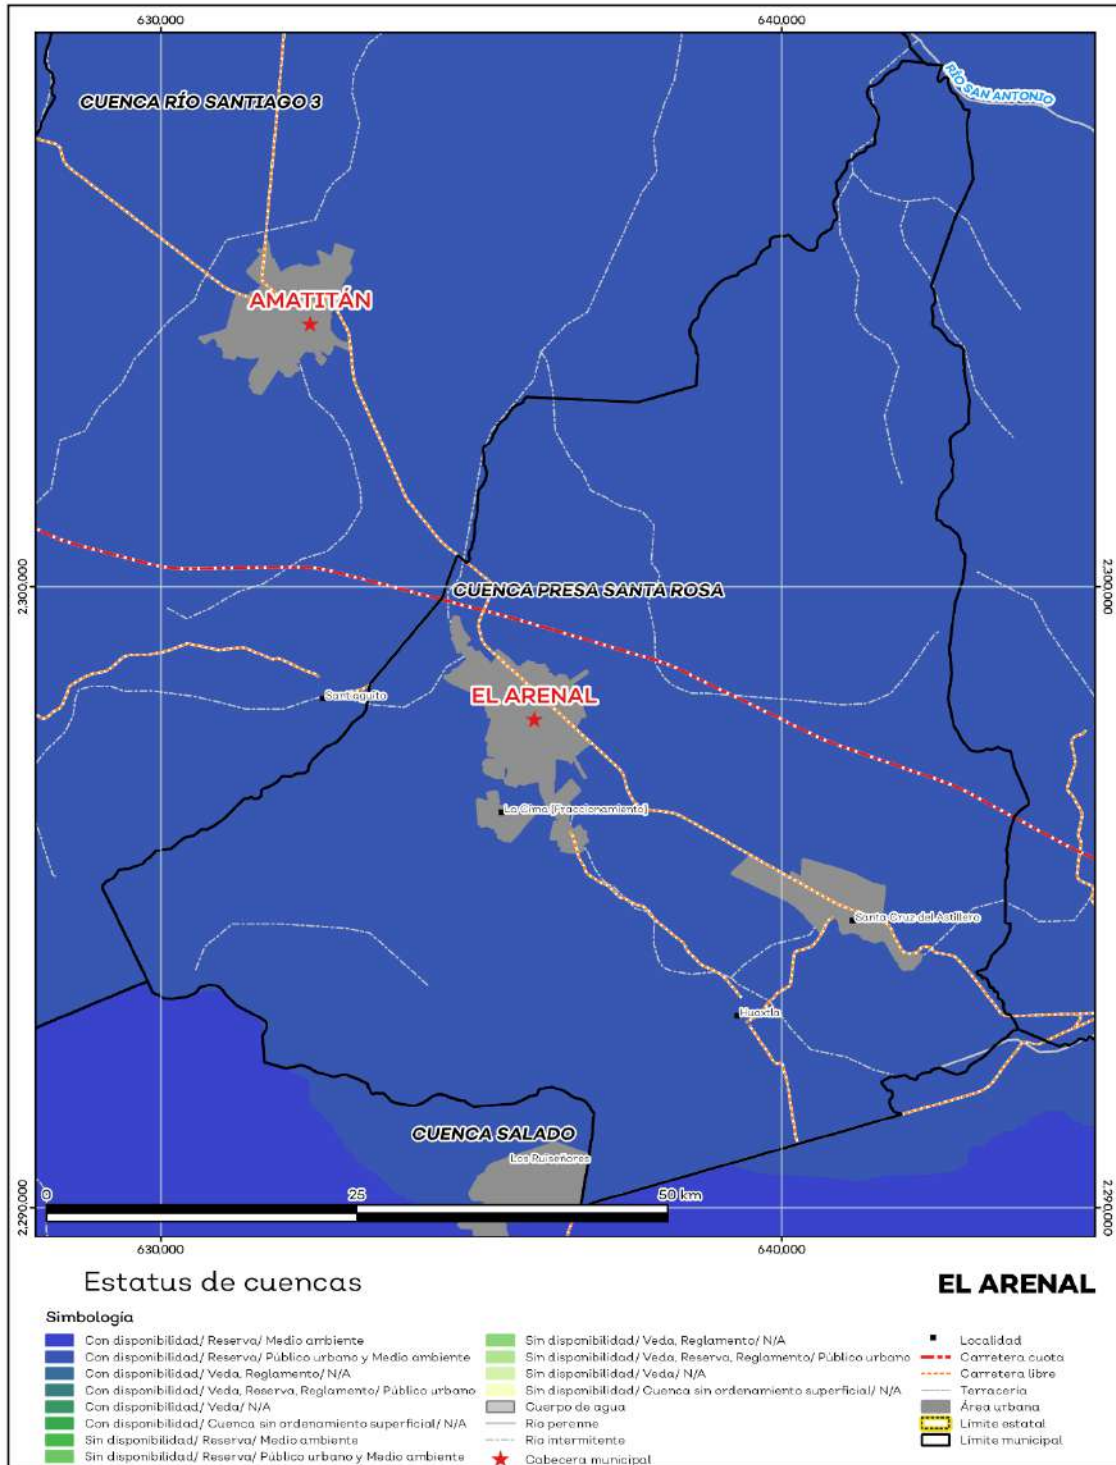 630,000
640,000
RÍO SAN ANTONIO
CUENCA RÍO SANTIAGO 3
AMATITÁN
2,300,000
2,300,000
CUENCA PRESA SANTA ROSA
Santiaguito
EL ARENAL
La Cima [Fraccionamiento]
Santa Cruz del Astillero
Huaxtla
CUENCA SALADO
Los Ruiseñores
0
25
50 km
2,290,000
2,290,000
630,000
640,000
Estatus de cuencas
EL ARENAL
Simbología
Con disponibilidad/ Reserva/ Medio ambiente
Con disponibilidad/ Reserva/ Público urbano y Medio ambiente
Con disponibilidad/ Veda, Reglamento/ N/A
Con disponibilidad/ Veda, Reserva, Reglamento/ Público urbano
Con disponibilidad/ Veda/ N/A
Con disponibilidad/ Cuenca sin ordenamiento superficial/ N/A
Sin disponibilidad/ Reserva/ Medio ambiente
Sin disponibilidad/ Reserva/ Público urbano y Medio ambiente
Sin disponibilidad/ Veda, Reglamento/ N/A
Sin disponibilidad/ Veda, Reserva, Reglamento/ Público urbano
Sin disponibilidad/ Veda/ N/A
Sin disponibilidad/ Cuenca sin ordenamiento superficial/ N/A
Cuerpo de agua
Río perenne
Río intermitente
Cabecera municipal
Localidad
Carretera cuota
Carretera libre
Terracería
Área urbana
Límite estatal
Límite municipal